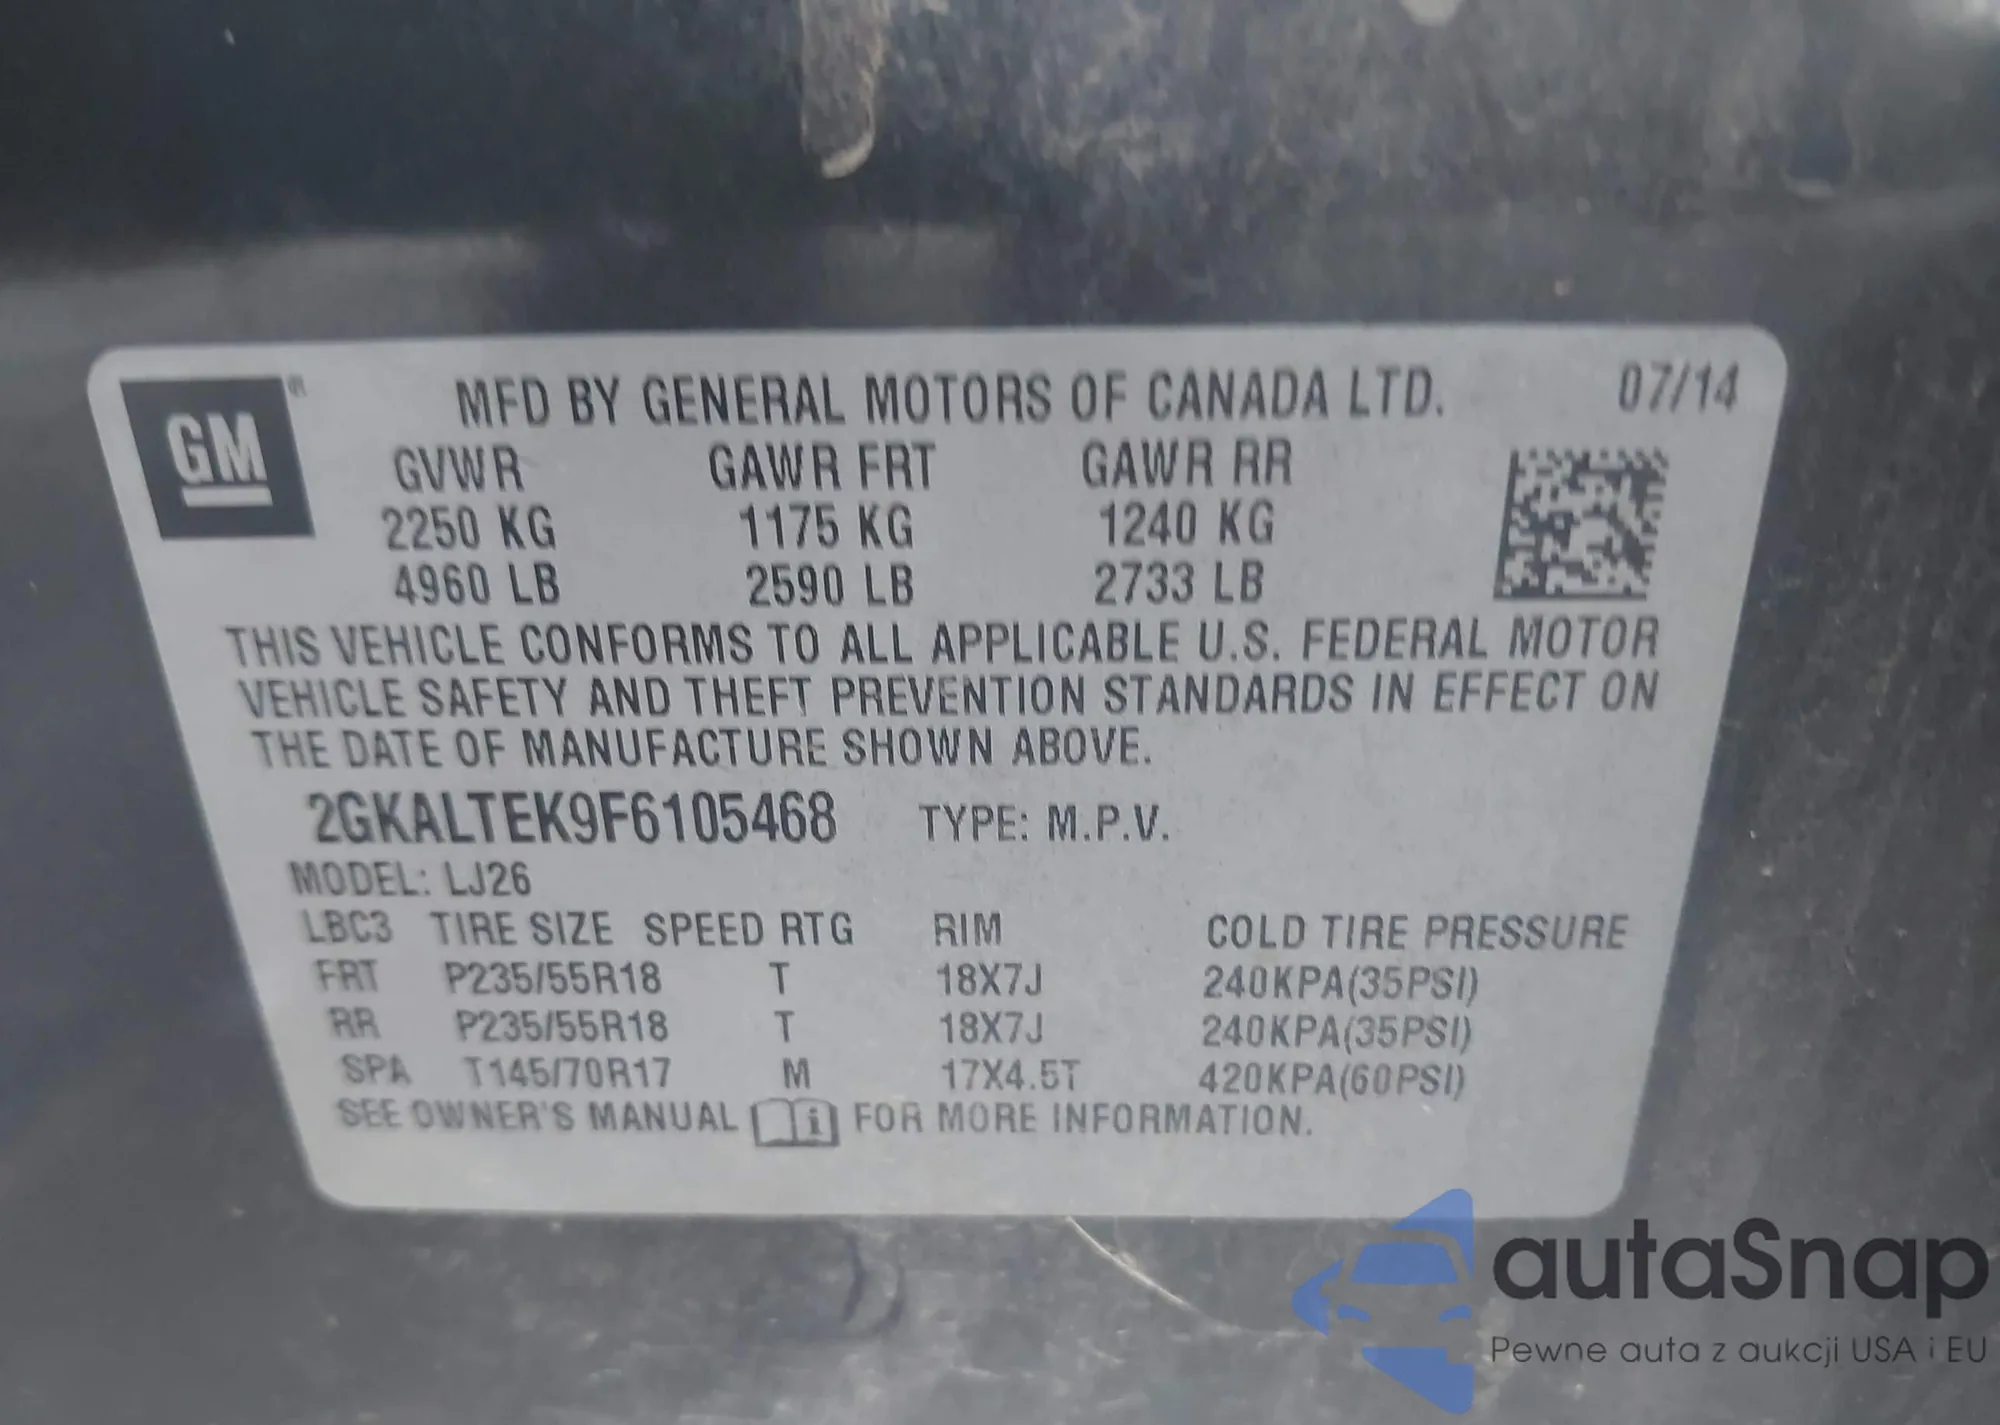 GM®
MFD BY GENERAL MOTORS OF CANADA LTD. 07/14
GVWR GAWR FRT GAWR RR
2250 KG 1175 KG 1240 KG
4960 LB 2590 LB 2733 LB
THIS VEHICLE CONFORMS TO ALL APPLICABLE U.S. FEDERAL MOTOR
VEHICLE SAFETY AND THEFT PREVENTION STANDARDS IN EFFECT ON
THE DATE OF MANUFACTURE SHOWN ABOVE.
2GKALTEK9F6105468 TYPE: M.P.V.
MODEL: LJ26
LBC3 TIRE SIZE SPEED RTG RIM COLD TIRE PRESSURE
FRT P235/55R18 T 18X7J 240KPA(35PSI)
RR P235/55R18 T 18X7J 240KPA(35PSI)
SPA T145/70R17 M 17X4.5T 420KPA(60PSI)
SEE OWNER'S MANUAL i FOR MORE INFORMATION.
autaSnap
Pewne auta z aukcji USA i EU